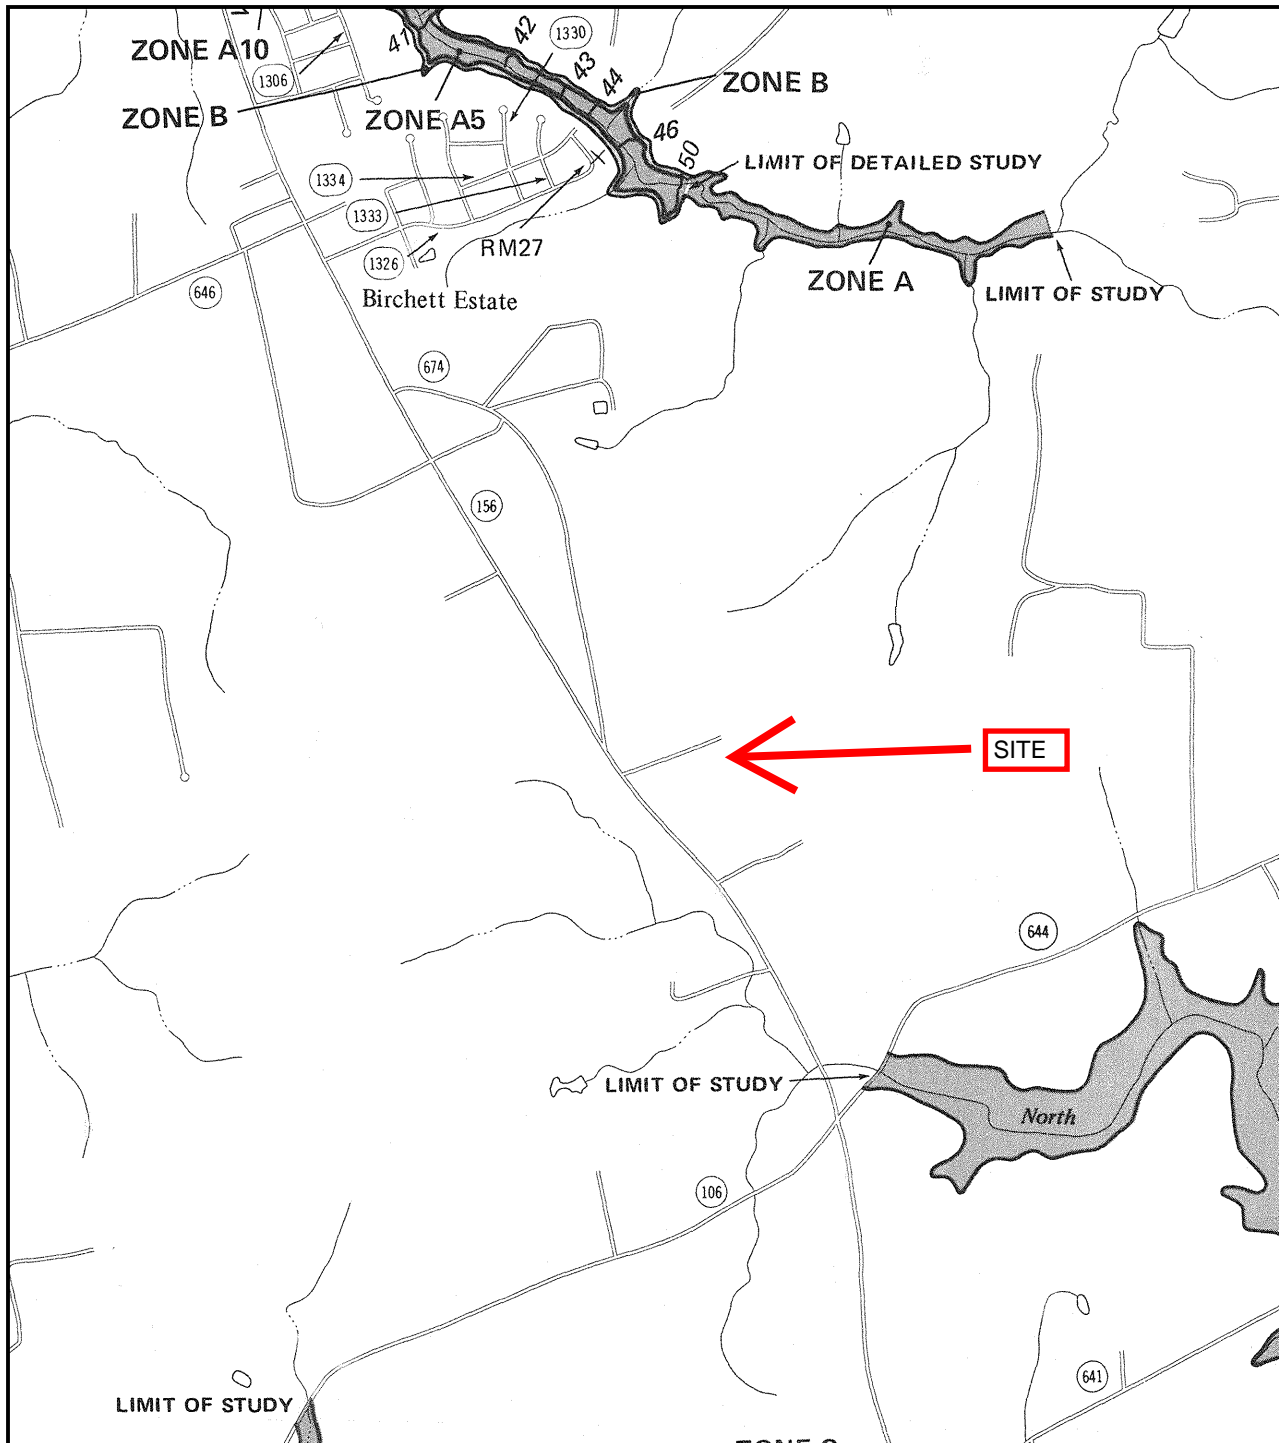 ZONE A10
41
42
1330
43
44
1306
ZONE B
ZONE B
ZONE A5
46
50
LIMIT OF DETAILED STUDY
1334
1333
RM27
1326
ZONE A
646
Birchett Estate
LIMIT OF STUDY
674
156
SITE
644
LIMIT OF STUDY
North
106
641
LIMIT OF STUDY